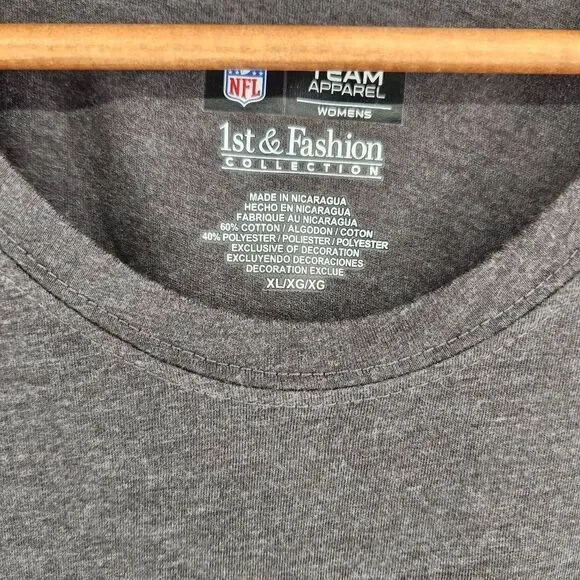 NFL
TEAM
APPAREL
WOMENS
1st & Fashion
COLLECTION
MADE IN NICARAGUA
HECHO EN NICARAGUA
FABRIQUE AU NICARAGUA
60% COTTON / ALGODON / COTON
40% POLYESTER / POLIESTER / POLYESTER
EXCLUSIVE OF DECORATION
EXCLUYENDO DECORACIONES
DECORATION EXCLUE
XL/XG/XG